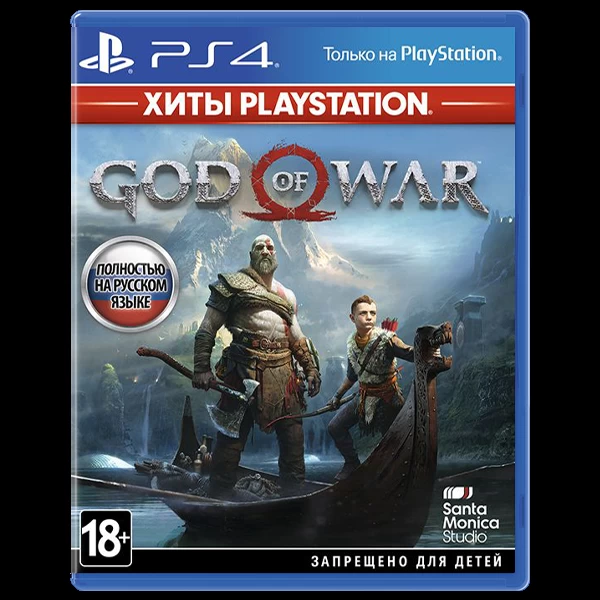 PS4
Только на PlayStation®
ХИТЫ PLAYSTATION®
GOD OF WAR™
ПОЛНОСТЬЮ
НА РУССКОМ
ЯЗЫКЕ
Santa
Monica
Studio
18+
ЗАПРЕЩЕНО ДЛЯ ДЕТЕЙ